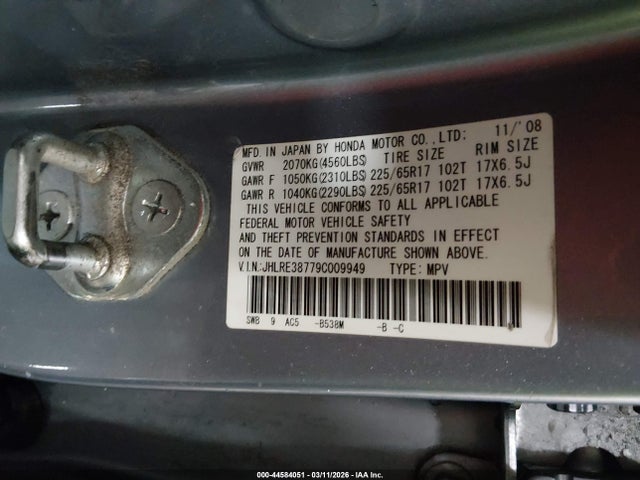 MFD. IN JAPAN BY HONDA MOTOR CO., LTD: 11/'08
GVWR 2070KG(4560LBS) TIRE SIZE RIM SIZE
GAWR F 1050KG(2310LBS) 225/65R17 102T 17X6.5J
GAWR R 1040KG(2290LBS) 225/65R17 102T 17X6.5J
THIS VEHICLE CONFORMS TO ALL APPLICABLE
FEDERAL MOTOR VEHICLE SAFETY
AND THEFT PREVENTION STANDARDS IN EFFECT
ON THE DATE OF MANUFACTURE SHOWN ABOVE.
V.I.N.:JHLRE38779C009949 TYPE: MPV
SWB 9 AC5 -B538M -B -C
000-44584051 | 03/11/2026 | IAA Inc.